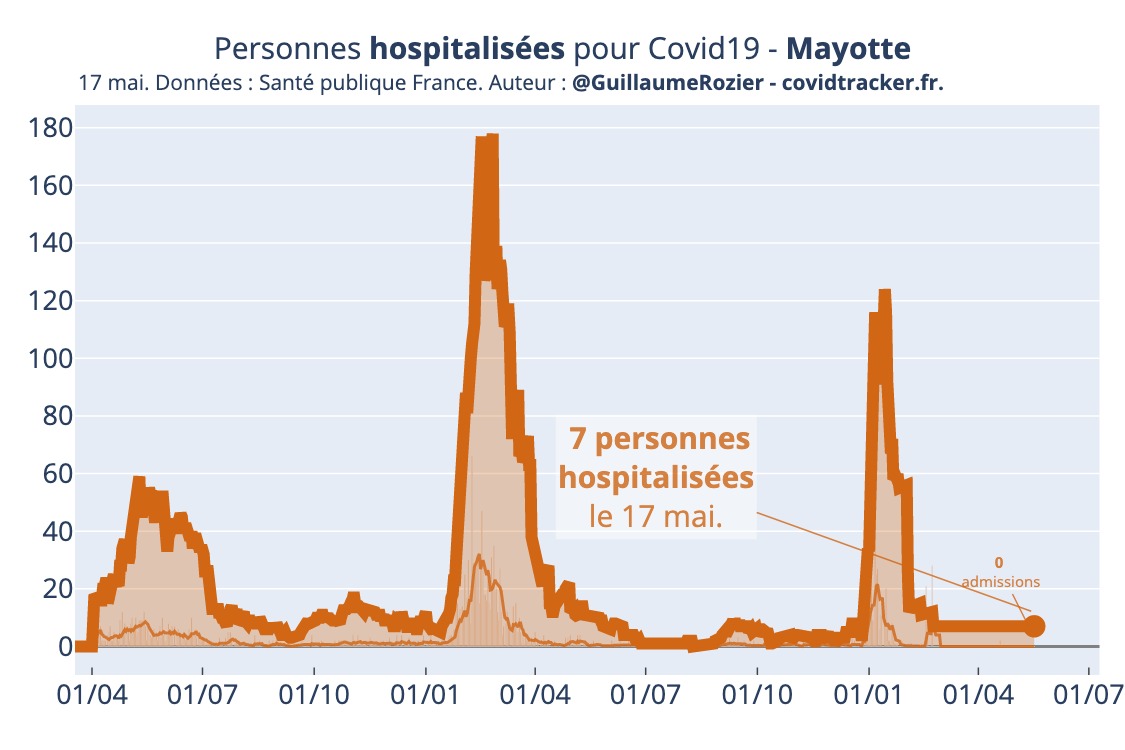 Personnes hospitalisées pour Covid19 - Mayotte
17 mai. Données : Santé publique France. Auteur : @GuillaumeRozier - covidtracker.fr.
180
160
140
120
100
80
60
40
20
0
7 personnes
hospitalisées
le 17 mai.
0
admissions
01/04 01/07 01/10 01/01 01/04 01/07 01/10 01/01 01/04 01/07